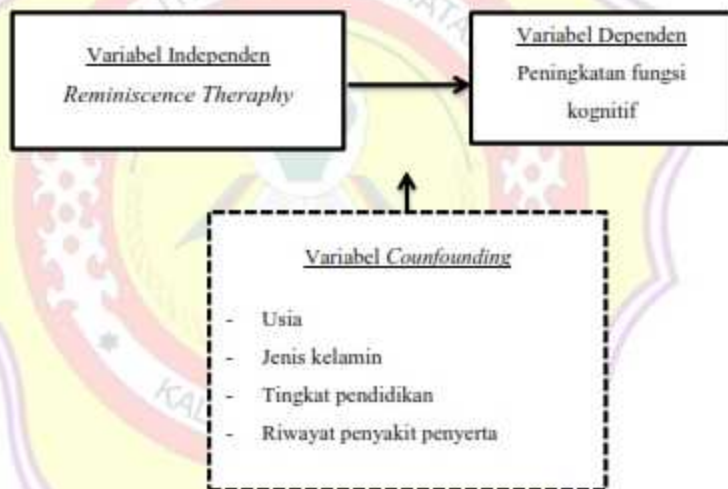 Variabel Independen
Reminiscence Theraphy
Variabel Dependen
Peningkatan fungsi
kognitif
Variabel Counfounding
- Usia
- Jenis kelamin
- Tingkat pendidikan
- Riwayat penyakit penyerta